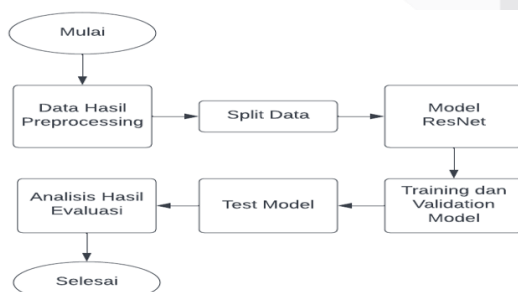 Mulai
Data Hasil
Preprocessing
Split Data
Model
ResNet
Training dan
Validation
Model
Test Model
Analisis Hasil
Evaluasi
Selesai